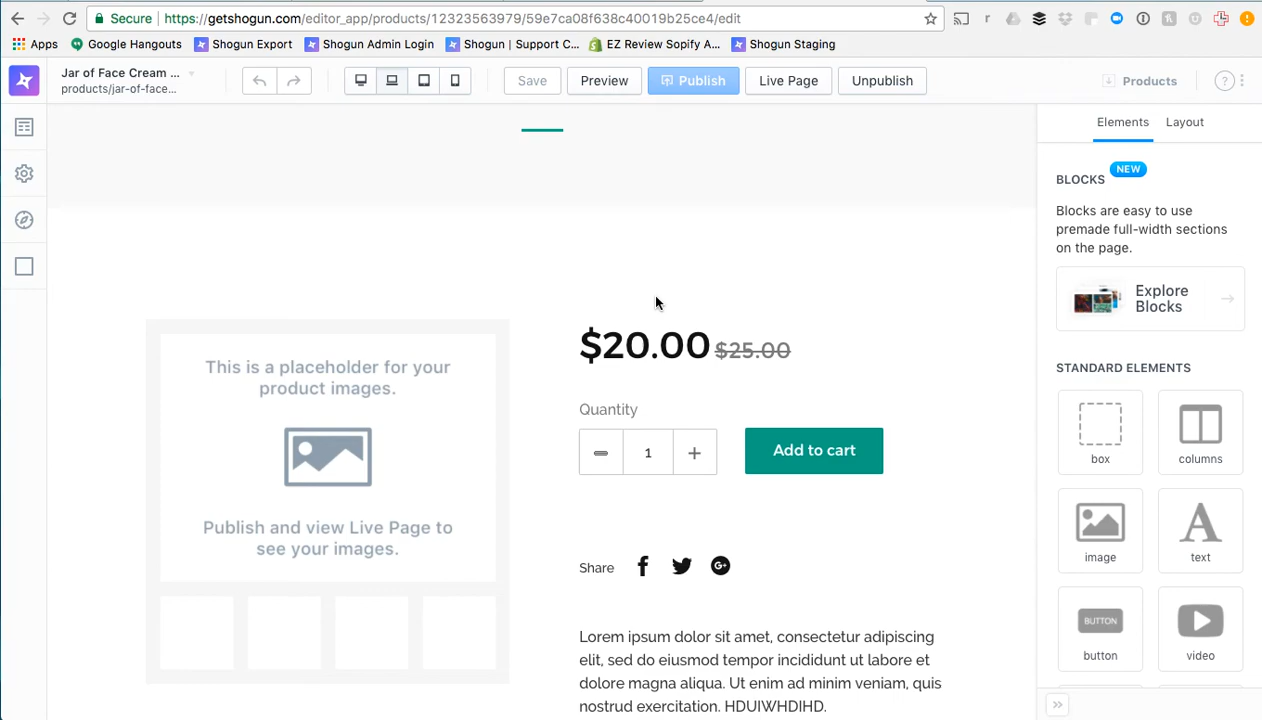 Secure
https://getshogun.com/editor_app/products/12323563979/59e7ca08f638c40019b25ce4/edit
Apps
Google Hangouts
Shogun Export
Shogun Admin Login
Shogun | Support C...
EZ Review Sopify A...
Shogun Staging
Jar of Face Cream ...
products/jar-of-face...
Save
Preview
Publish
Live Page
Unpublish
Products
?
Elements
Layout
BLOCKS
NEW
Blocks are easy to use
premade full-width sections
on the page.
Explore
Blocks
STANDARD ELEMENTS
box
columns
image
A
text
BUTTON
button
video
This is a placeholder for your
product images.
Publish and view Live Page to
see your images.
$20.00 $25.00
Quantity
1
Add to cart
Share
Lorem ipsum dolor sit amet, consectetur adipiscing
elit, sed do eiusmod tempor incididunt ut labore et
dolore magna aliqua. Ut enim ad minim veniam, quis
nostrud exercitation. HDUIWHDIHD.